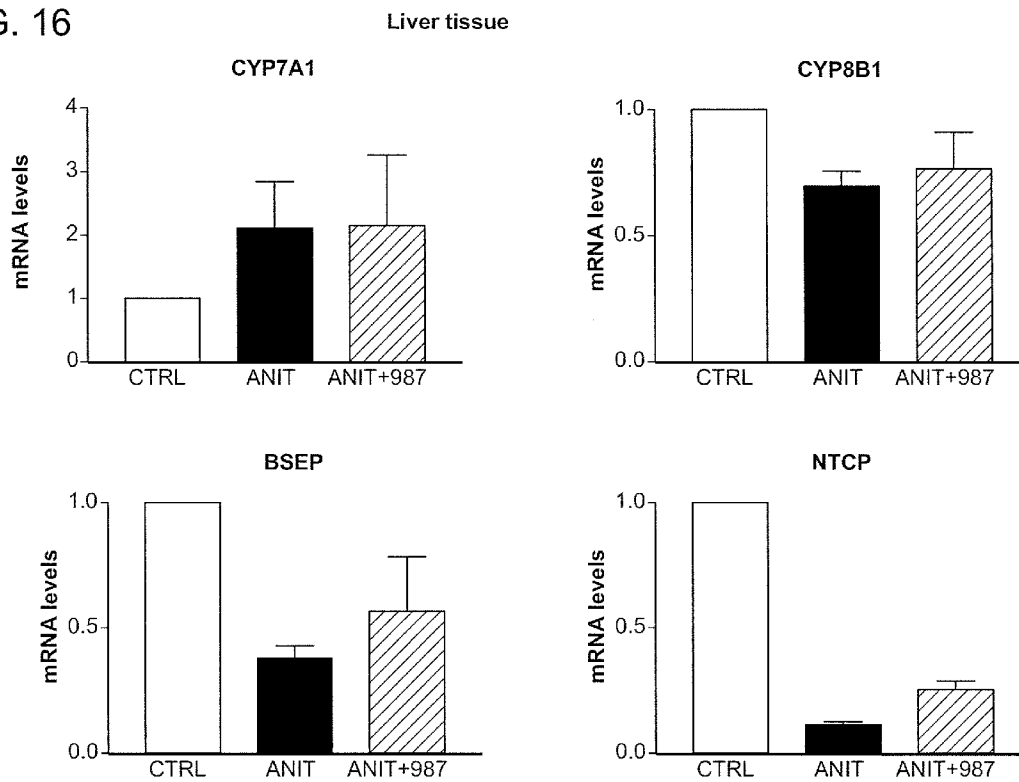 G. 16
Liver tissue
CYP7A1
mRNA levels
4
3
2
1
0
CTRL ANIT ANIT+987
CYP8B1
mRNA levels
1.0
0.5
0.0
CTRL ANIT ANIT+987
BSEP
mRNA levels
1.0
0.5
0.0
CTRL ANIT ANIT+987
NTCP
mRNA levels
1.0
0.5
0.0
CTRL ANIT ANIT+987